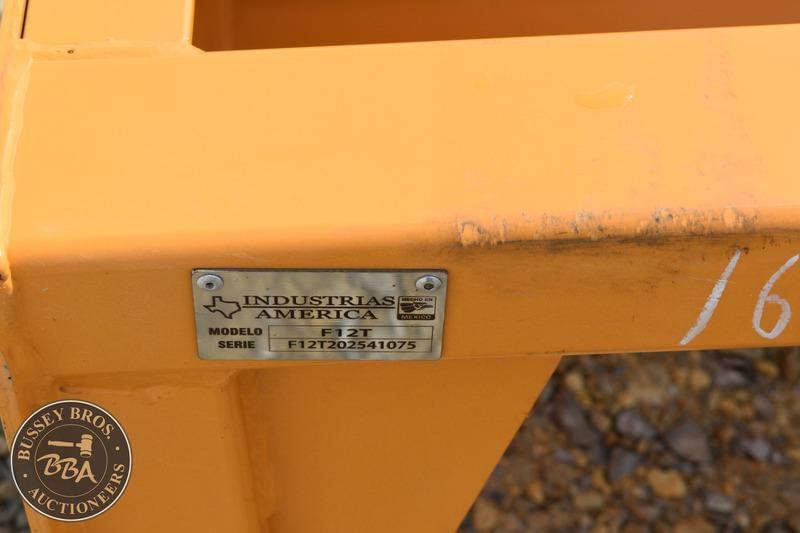 INDUSTRIAS
AMERICA
HECHO EN
MEXICO
MODELO F12T
SERIE F12T202541075
16
BUSSEY BROS.
BBA
AUCTIONEERS